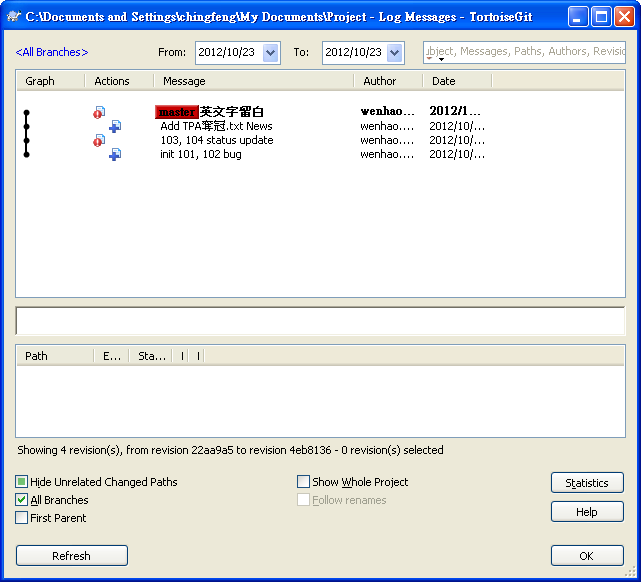 C:\Documents and Settings\chingfeng\My Documents\Project - Log Messages - TortoiseGit
<All Branches> From: 2012/10/23 To: 2012/10/23 Subject, Messages, Paths, Authors, Revisio
Graph Actions Message Author Date
master 英文字留白 wenhao.... 2012/1...
Add TPA奪冠.txt News wenhao.... 2012/10/...
103, 104 status update wenhao.... 2012/10/...
init 101, 102 bug wenhao.... 2012/10/...
Path E... Sta... I I
Showing 4 revision(s), from revision 22aa9a5 to revision 4eb8136 - 0 revision(s) selected
Hide Unrelated Changed Paths Show Whole Project Statistics
All Branches Follow renames
First Parent Help
Refresh OK